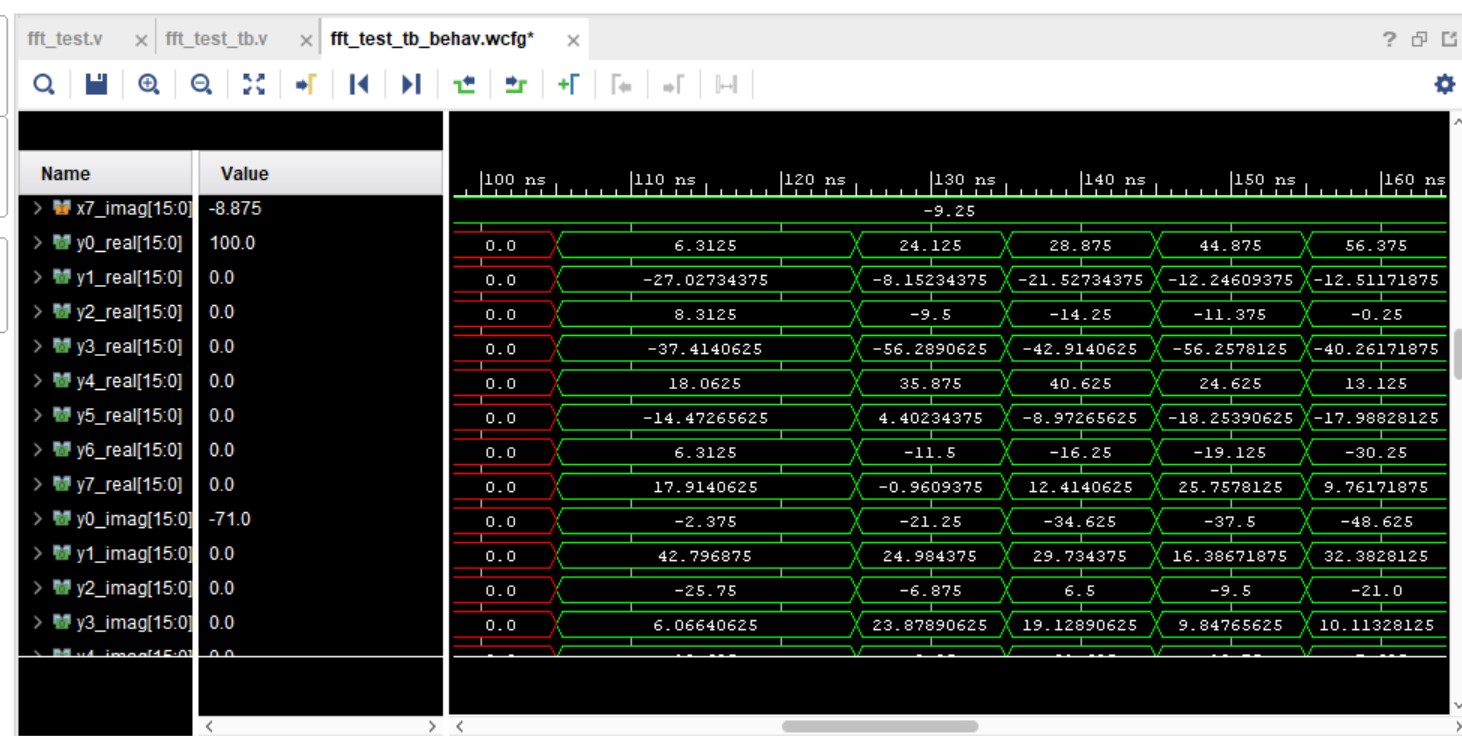 fft_test.v × fft_test_tb.v × fft_test_tb_behav.wcfg* ×
Name Value 100 ns 110 ns 120 ns 130 ns 140 ns 150 ns 160 ns
x7_imag[15:0] -8.875 -9.25
y0_real[15:0] 100.0 0.0 6.3125 24.125 28.875 44.875 56.375
y1_real[15:0] 0.0 0.0 -27.02734375 -8.15234375 -21.52734375 -12.24609375 -12.51171875
y2_real[15:0] 0.0 0.0 8.3125 -9.5 -14.25 -11.375 -0.25
y3_real[15:0] 0.0 0.0 -37.4140625 -56.2890625 -42.9140625 -56.2578125 -40.26171875
y4_real[15:0] 0.0 0.0 18.0625 35.875 40.625 24.625 13.125
y5_real[15:0] 0.0 0.0 -14.47265625 4.40234375 -8.97265625 -18.25390625 -17.98828125
y6_real[15:0] 0.0 0.0 6.3125 -11.5 -16.25 -19.125 -30.25
y7_real[15:0] 0.0 0.0 17.9140625 -0.9609375 12.4140625 25.7578125 9.76171875
y0_imag[15:0] -71.0 0.0 -2.375 -21.25 -34.625 -37.5 -48.625
y1_imag[15:0] 0.0 0.0 42.796875 24.984375 29.734375 16.38671875 32.3828125
y2_imag[15:0] 0.0 0.0 -25.75 -6.875 6.5 -9.5 -21.0
y3_imag[15:0] 0.0 0.0 6.06640625 23.87890625 19.12890625 9.84765625 10.11328125